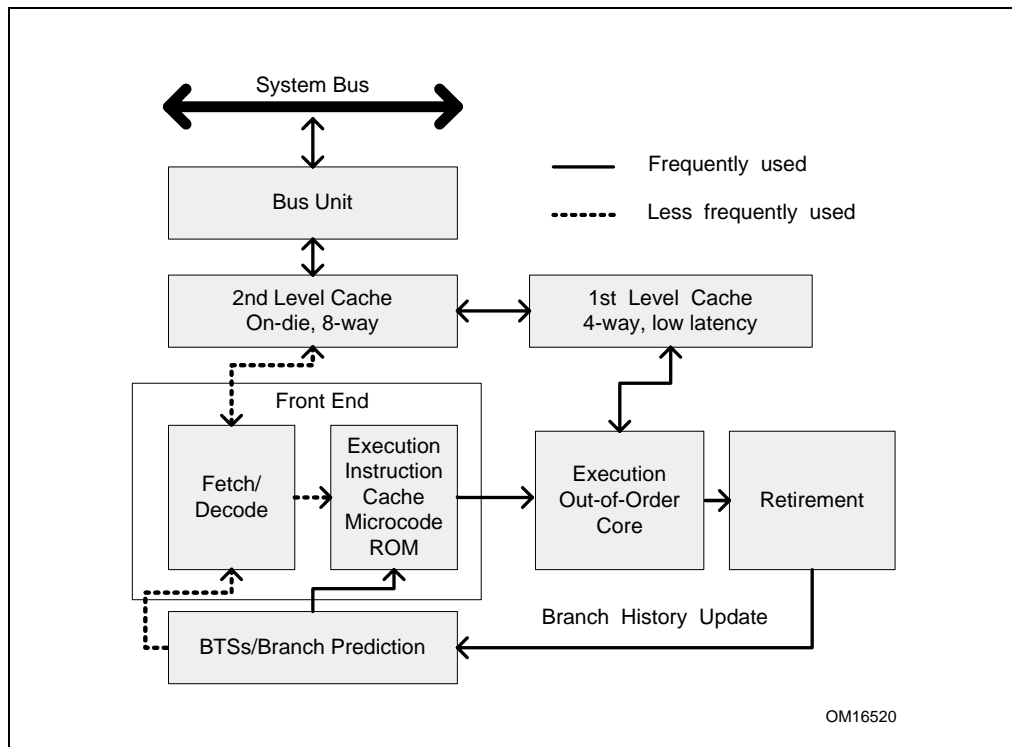 System Bus
Frequently used
Bus Unit
Less frequently used
2nd Level Cache
On-die, 8-way
1st Level Cache
4-way, low latency
Front End
Fetch/
Decode
Execution
Instruction
Cache
Microcode
ROM
Execution
Out-of-Order
Core
Retirement
Branch History Update
BTSs/Branch Prediction
OM16520